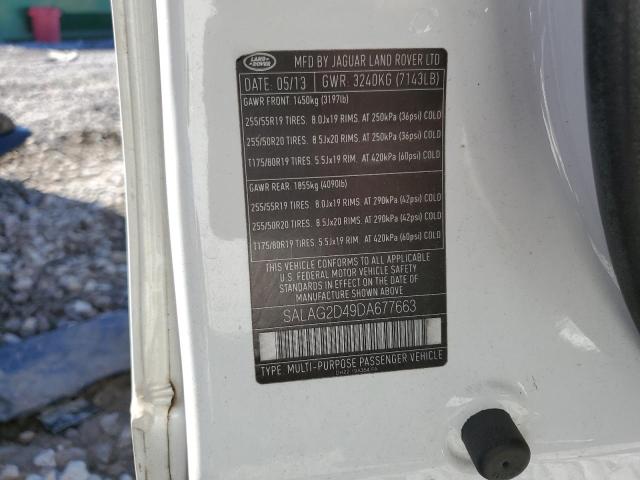 LAND ROVER
MFD BY JAGUAR LAND ROVER LTD
DATE: 05/13 GWR: 3240KG (7143LB)
GAWR FRONT 1450kg (3197lb)
255/55R19 TIRES. 8.0Jx19 RIMS. AT 250kPa (36psi) COLD
255/50R20 TIRES. 8.5Jx20 RIMS. AT 250kPa (36psi) COLD
T175/80R19 TIRES. 5.5Jx19 RIM. AT 420kPa (60psi) COLD
GAWR REAR. 1855kg (4090lb)
255/55R19 TIRES. 8.0Jx19 RIMS. AT 290kPa (42psi) COLD
255/50R20 TIRES. 8.5Jx20 RIMS. AT 290kPa (42psi) COLD
T175/80R19 TIRES. 5.5Jx19 RIM. AT 420kPa (60psi) COLD
THIS VEHICLE CONFORMS TO ALL APPLICABLE
U.S. FEDERAL MOTOR VEHICLE SAFETY
STANDARDS IN EFFECT ON THE DATE OF
MANUFACTURE SHOWN ABOVE
SALAG2D49DA677663
TYPE: MULTI-PURPOSE PASSENGER VEHICLE